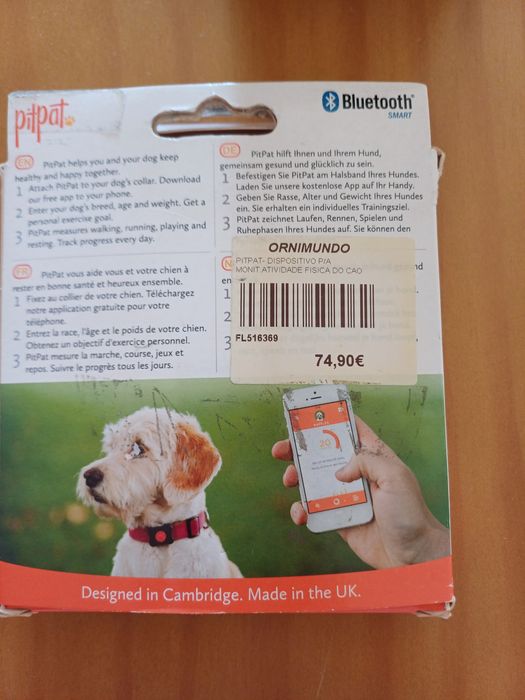 pitpat
Bluetooth®
SMART
EN PitPat helps you and your dog keep
healthy and happy together.
1 Attach PitPat to your dog's collar. Download
our free app to your phone.
2 Enter your dog's breed, age and weight. Get a
personal exercise goal.
3 PitPat measures walking, running, playing and
resting. Track progress every day.
DE PitPat hilft Ihnen und Ihrem Hund,
gemeinsam gesund und glücklich zu sein.
1 Befestigen Sie PitPat am Halsband Ihres Hundes.
Laden Sie unsere kostenlose App auf Ihr Handy.
2 Geben Sie Rasse, Alter und Gewicht Ihres Hundes
ein. Sie erhalten ein individuelles Trainingsziel.
3 PitPat zeichnet Laufen, Rennen, Spielen und
Ruhephasen Ihres Hundes auf. Sie können den
FR PitPat vous aide vous et votre chien à
rester en bonne santé et heureux ensemble.
1 Fixez au collier de votre chien. Téléchargez
notre application gratuite pour votre
téléphone.
2 Entrez la race, l'âge et le poids de votre chien.
Obtenez un objectif d'exercice personnel.
3 PitPat mesure la marche, course, jeux et
repos. Suivre le progrès tous les jours.
N
en
1
2
3
ORNIMUNDO
PITPAT- DISPOSITIVO P/A
MONIT.ATIVIDADE FISICA DO CAO
FL516369
74,90€
20
Designed in Cambridge. Made in the UK.